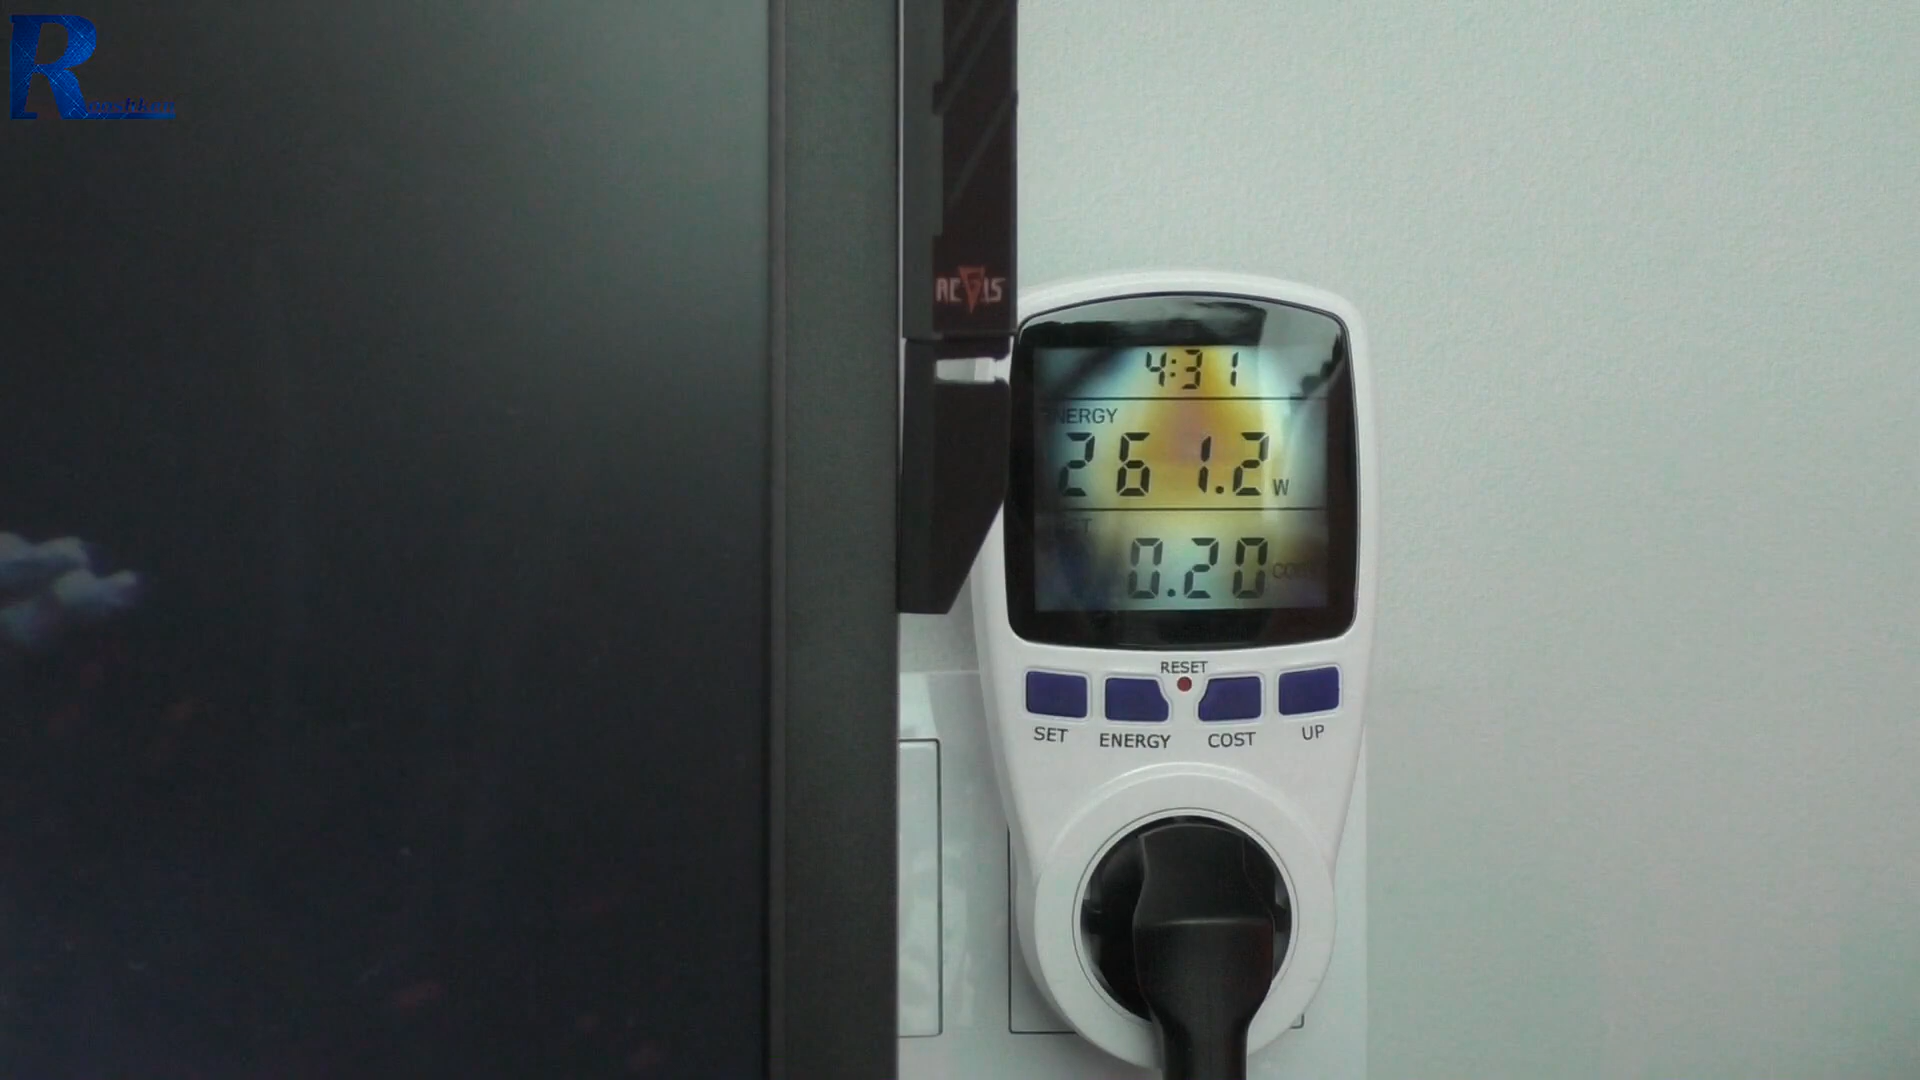 R
AEGIS
4:31
ENERGY
261.2 W
0.20
RESET
SET
ENERGY
COST
UP